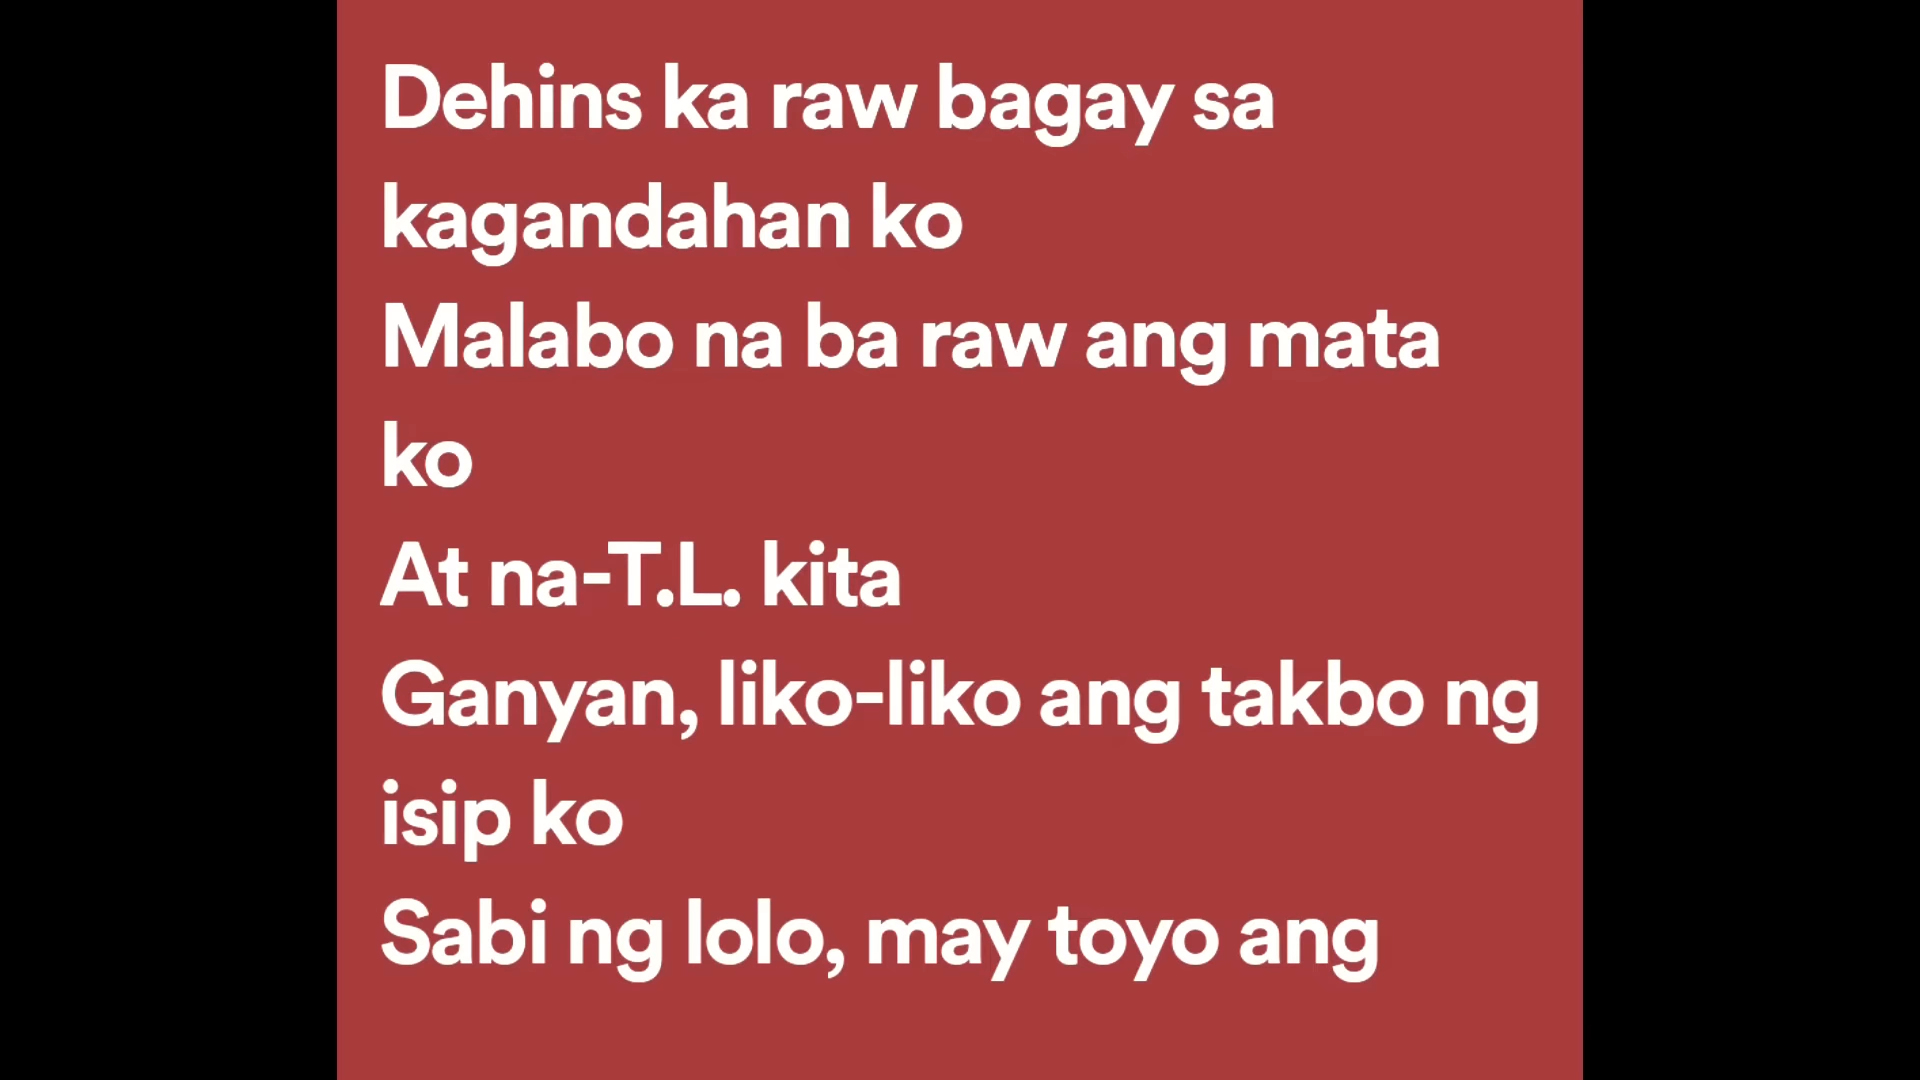 Dehins ka raw bagay sa
kagandahan ko
Malabo na ba raw ang mata
ko
At na-T.L. kita
Ganyan, liko-liko ang takbo ng
isip ko
Sabi ng lolo, may toyo ang